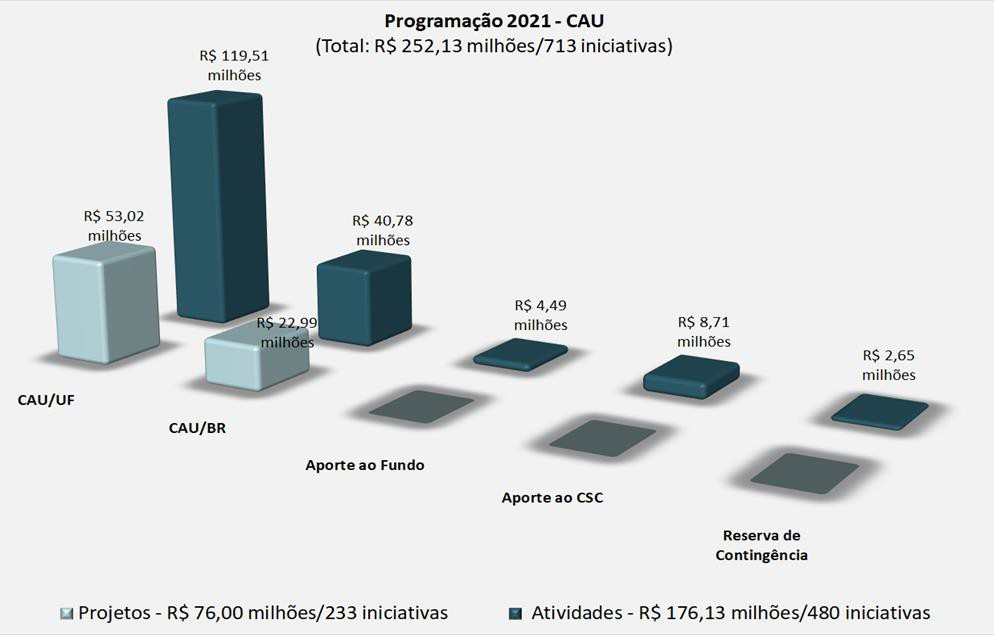 Programação 2021 - CAU
(Total: R$ 252,13 milhões/713 iniciativas)
R$ 119,51
milhões
R$ 53,02
milhões
R$ 40,78
milhões
R$ 22,99
milhões
R$ 4,49
milhões
R$ 8,71
milhões
R$ 2,65
milhões
CAU/UF
CAU/BR
Aporte ao Fundo
Aporte ao CSC
Reserva de
Contingência
Projetos - R$ 76,00 milhões/233 iniciativas
Atividades - R$ 176,13 milhões/480 iniciativas